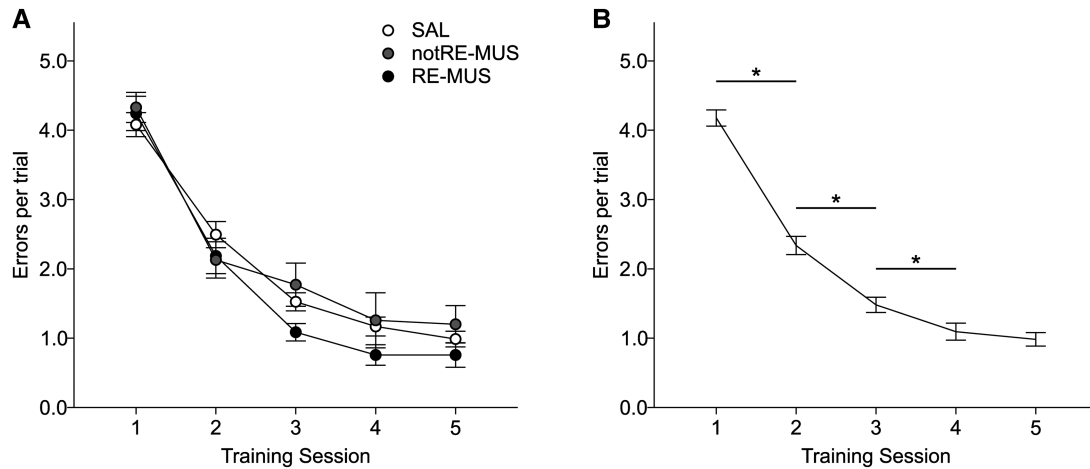 A
SAL
notRE-MUS
RE-MUS
5.0
4.0
3.0
2.0
1.0
0.0
Errors per trial
1 2 3 4 5
Training Session
B
5.0
4.0
3.0
2.0
1.0
0.0
Errors per trial
*
*
*
1 2 3 4 5
Training Session